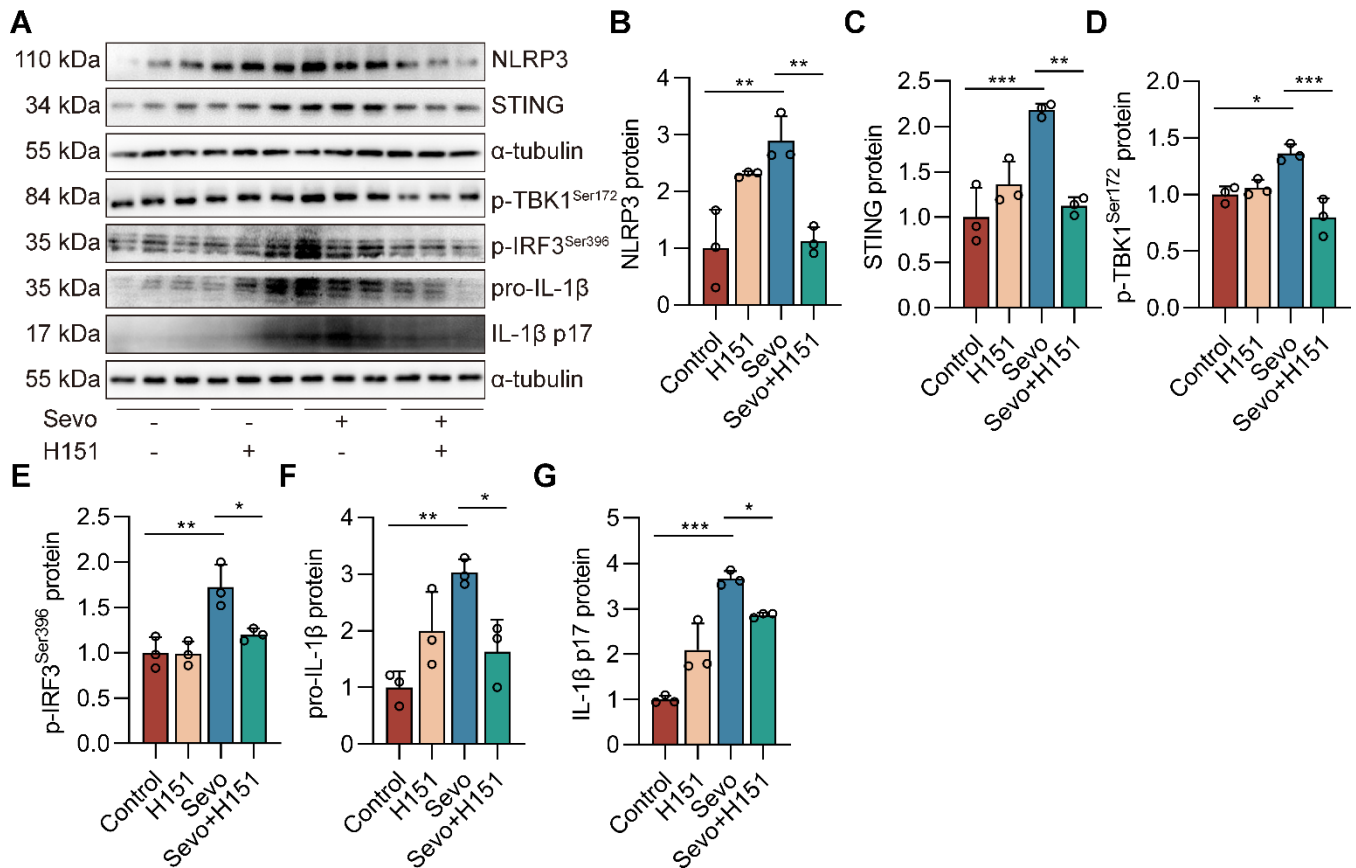 A
110 kDa NLRP3
34 kDa STING
55 kDa α-tubulin
84 kDa p-TBK1Ser172
35 kDa p-IRF3Ser396
35 kDa pro-IL-1β
17 kDa IL-1β p17
55 kDa α-tubulin
Sevo - - + +
H151 - + - +
B
** **
NLRP3 protein
4
3
2
1
0
Control
H151
Sevo
Sevo+H151
C
*** **
STING protein
2.5
2.0
1.5
1.0
0.5
0.0
Control
H151
Sevo
Sevo+H151
D
* ***
p-TBK1Ser172 protein
2.0
1.5
1.0
0.5
0.0
Control
H151
Sevo
Sevo+H151
E
** *
p-IRF3Ser396 protein
2.5
2.0
1.5
1.0
0.5
0.0
Control
H151
Sevo
Sevo+H151
F
** *
pro-IL-1β protein
4
3
2
1
0
Control
H151
Sevo
Sevo+H151
G
*** *
IL-1β p17 protein
5
4
3
2
1
0
Control
H151
Sevo
Sevo+H151